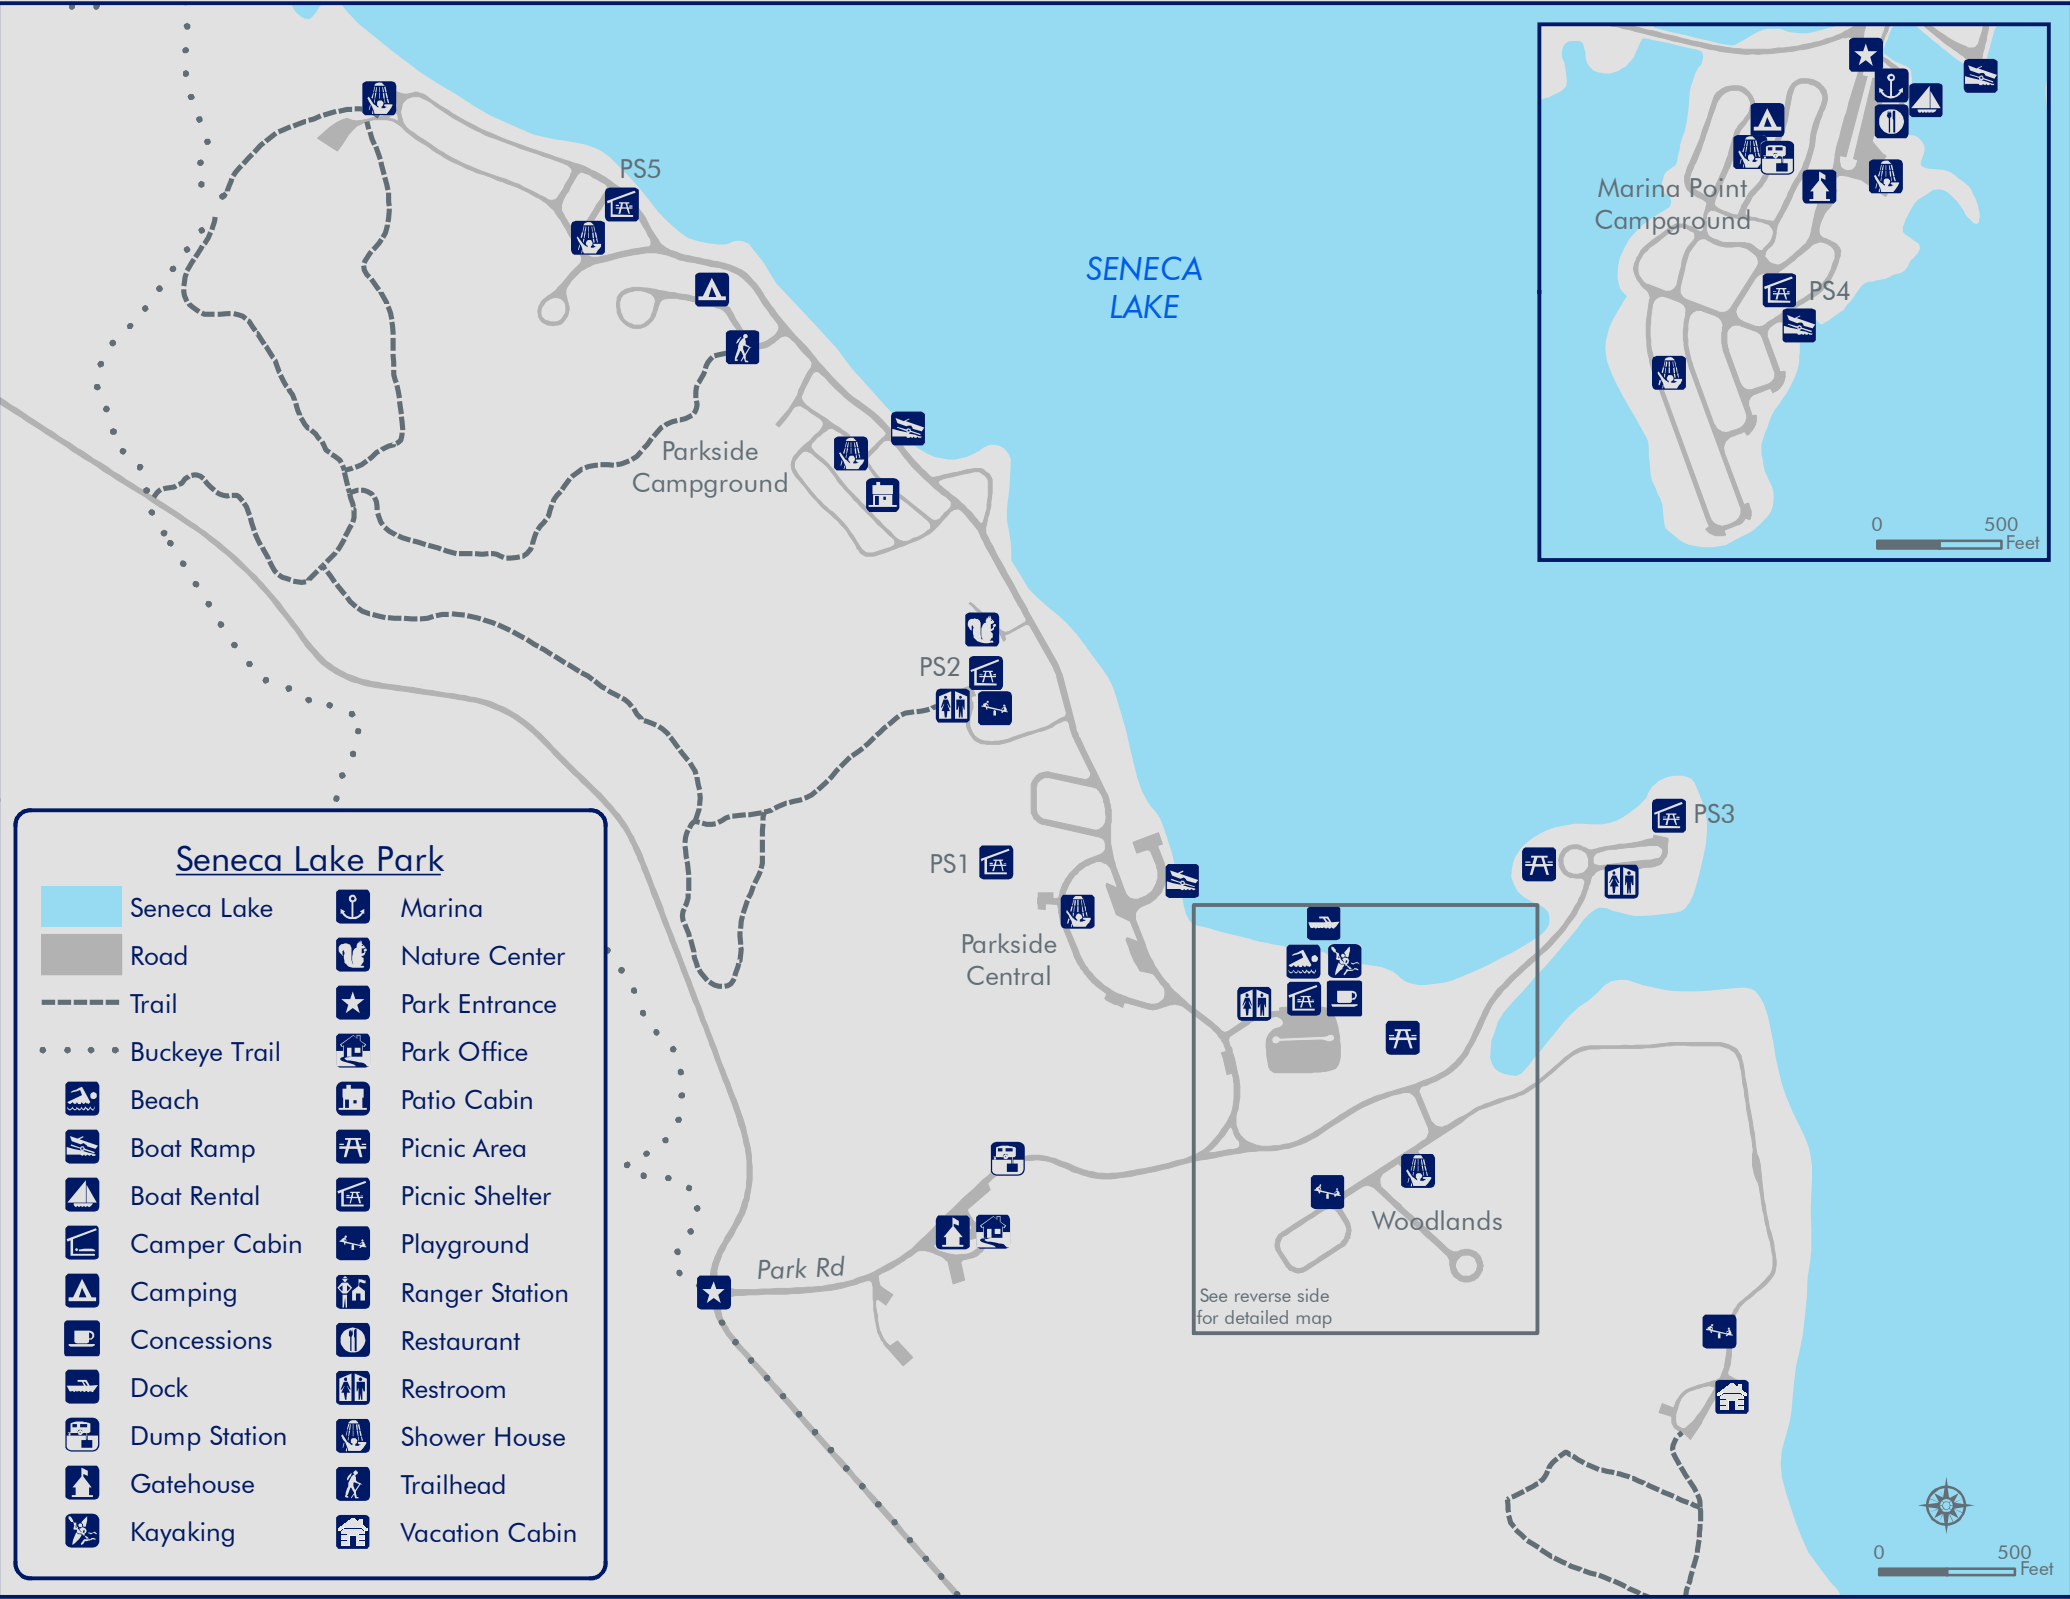 PS5
SENECA
LAKE
Marina Point
Campground
PS4
0 500
Feet
Parkside
Campground
PS2
PS3
PS1
Parkside
Central
Woodlands
Park Rd
See reverse side
for detailed map
Seneca Lake Park
Seneca Lake
Road
Trail
Buckeye Trail
Beach
Boat Ramp
Boat Rental
Camper Cabin
Camping
Concessions
Dock
Dump Station
Gatehouse
Kayaking
Marina
Nature Center
Park Entrance
Park Office
Patio Cabin
Picnic Area
Picnic Shelter
Playground
Ranger Station
Restaurant
Restroom
Shower House
Trailhead
Vacation Cabin
0 500
Feet